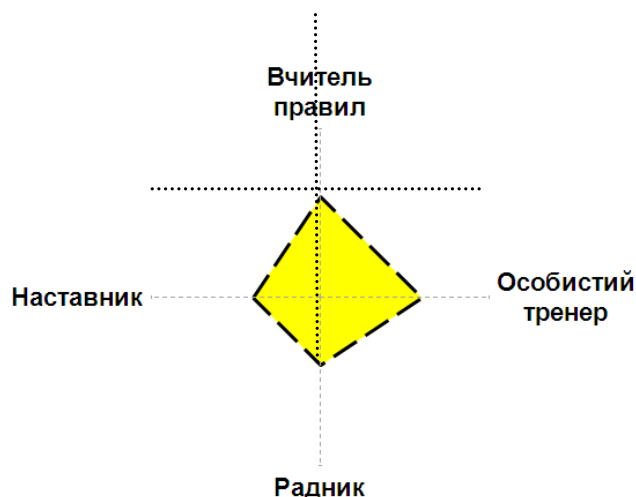 Вчитель
правил
Наставник
Особистий
тренер
Радник